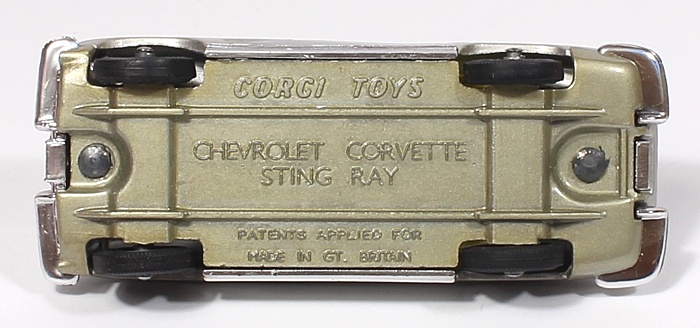 CORGI TOYS
CHEVROLET CORVETTE
STING RAY
PATENTS APPLIED FOR
MADE IN GT. BRITAIN